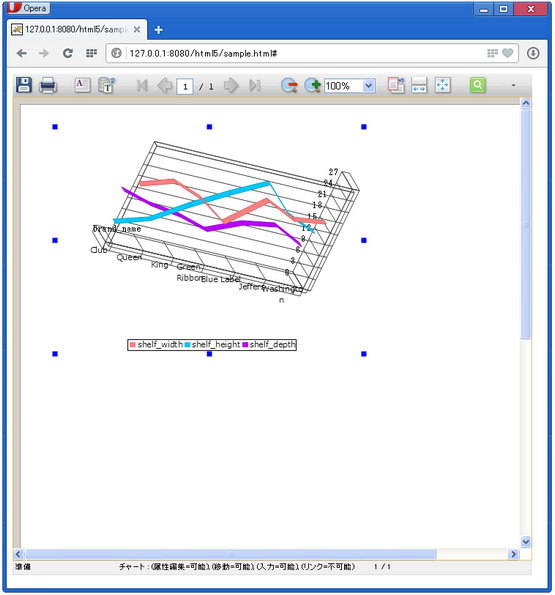 Opera
127.0.0.1:8080/html5/sample
127.0.0.1:8080/html5/sample.html#
1 / 1
100%
27
24
21
18
15
12
9
6
3
0
brand_name
Club
Queen
King
Green
Ribbon
Blue Label
Jeffers
Washingto
n
shelf_width shelf_height shelf_depth
準備 チャート : (属性編集=可能), (移動=可能), (入力=可能), (リンク=不可能) 1 / 1